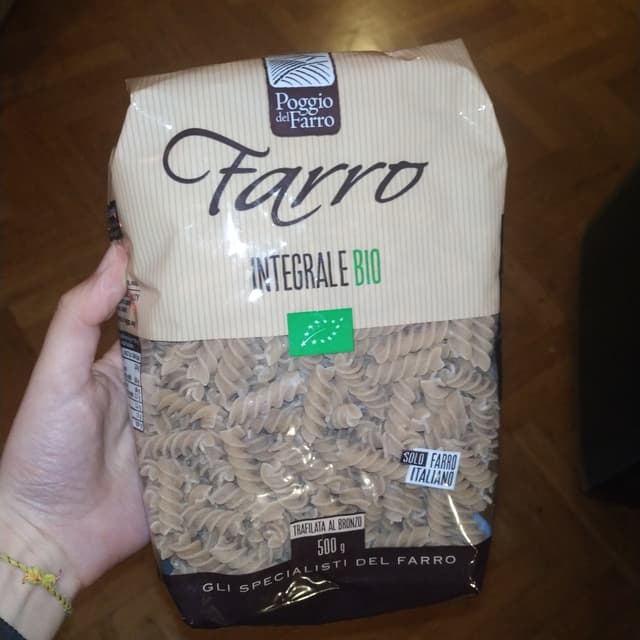 Poggio
del Farro
Farro
INTEGRALE BIO
SOLO FARRO
ITALIANO
TRAFILATA AL BRONZO
500 g
GLI SPECIALISTI DEL FARRO